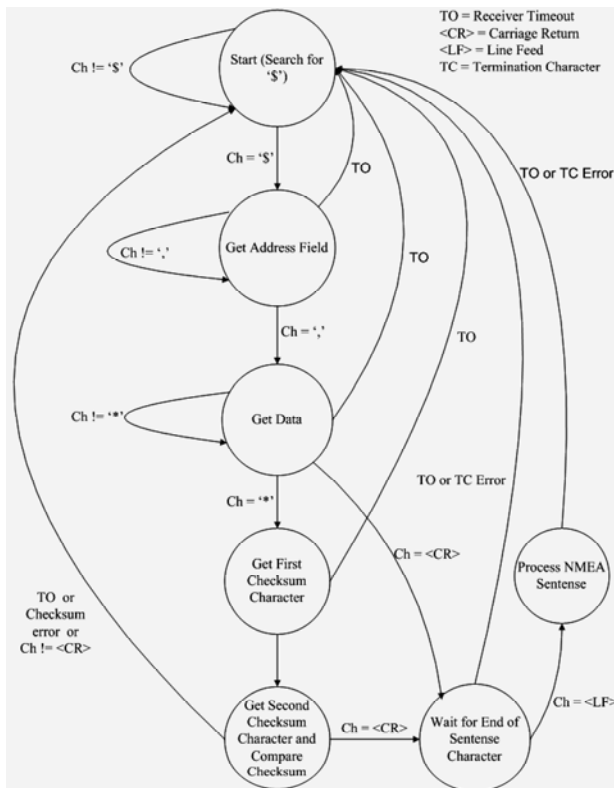 TO = Receiver Timeout
<CR> = Carriage Return
<LF> = Line Feed
TC = Termination Character
Start (Search for
‘$’)
Ch != ‘$’
Ch = ‘$’
TO
TO or TC Error
Get Address Field
Ch != ‘,’
TO
Ch = ‘,’
TO
Get Data
Ch != ‘*’
TO or TC Error
Ch = ‘*’
Ch = <CR>
Get First
Checksum
Character
Process NMEA
Sentense
TO or
Checksum
error or
Ch != <CR>
Get Second
Checksum
Character and
Compare
Checksum
Ch = <CR>
Wait for End of
Sentense
Character
Ch = <LF>